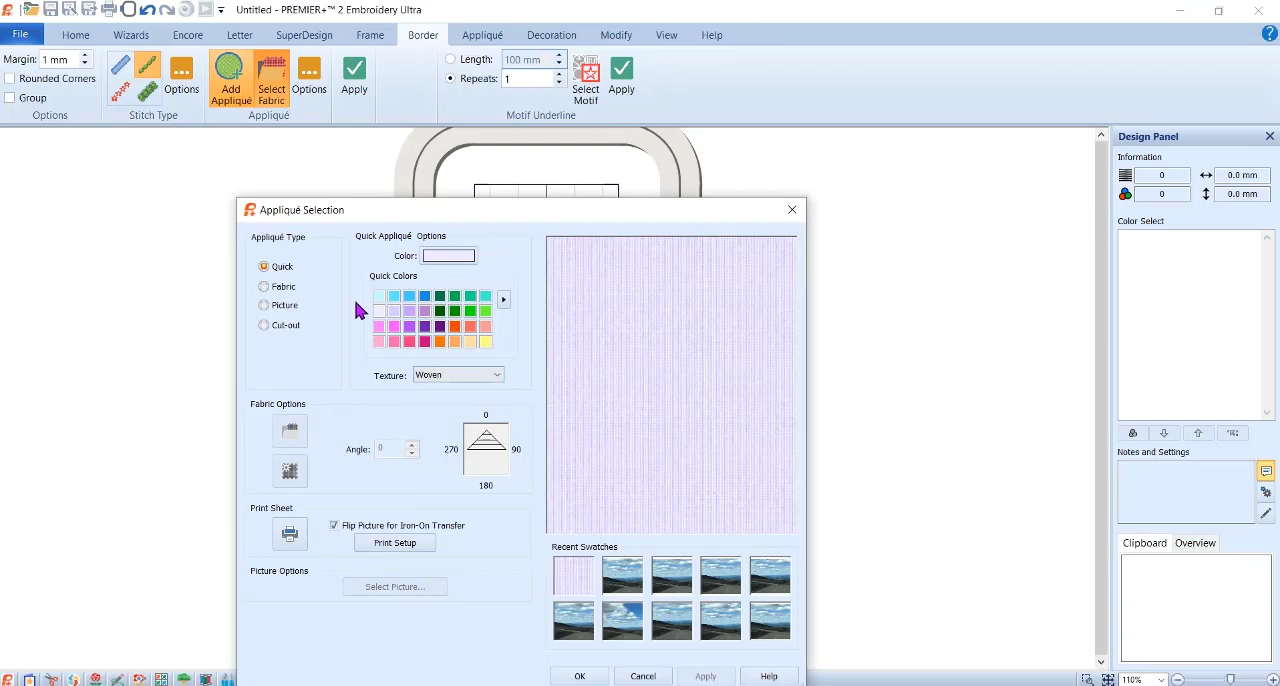 Untitled - PREMIER+™ 2 Embroidery Ultra
File Home Wizards Encore Letter SuperDesign Frame Border Appliqué Decoration Modify View Help
Margin: 1 mm
Rounded Corners
Group
Options
Options
Stitch Type
Add Appliqué
Select Fabric
Options
Appliqué
Apply
Length: 100 mm
Repeats: 1
Select Motif
Apply
Motif Underline
Appliqué Selection
Appliqué Type
Quick
Fabric
Picture
Cut-out
Quick Appliqué Options
Color:
Quick Colors
Texture: Woven
Fabric Options
Angle: 0
0
270 90
180
Print Sheet
Flip Picture for Iron-On Transfer
Print Setup
Picture Options
Select Picture...
Recent Swatches
OK Cancel Apply Help
Design Panel
Information
0 0.0 mm
0 0.0 mm
Color Select
Notes and Settings
Clipboard Overview
110%